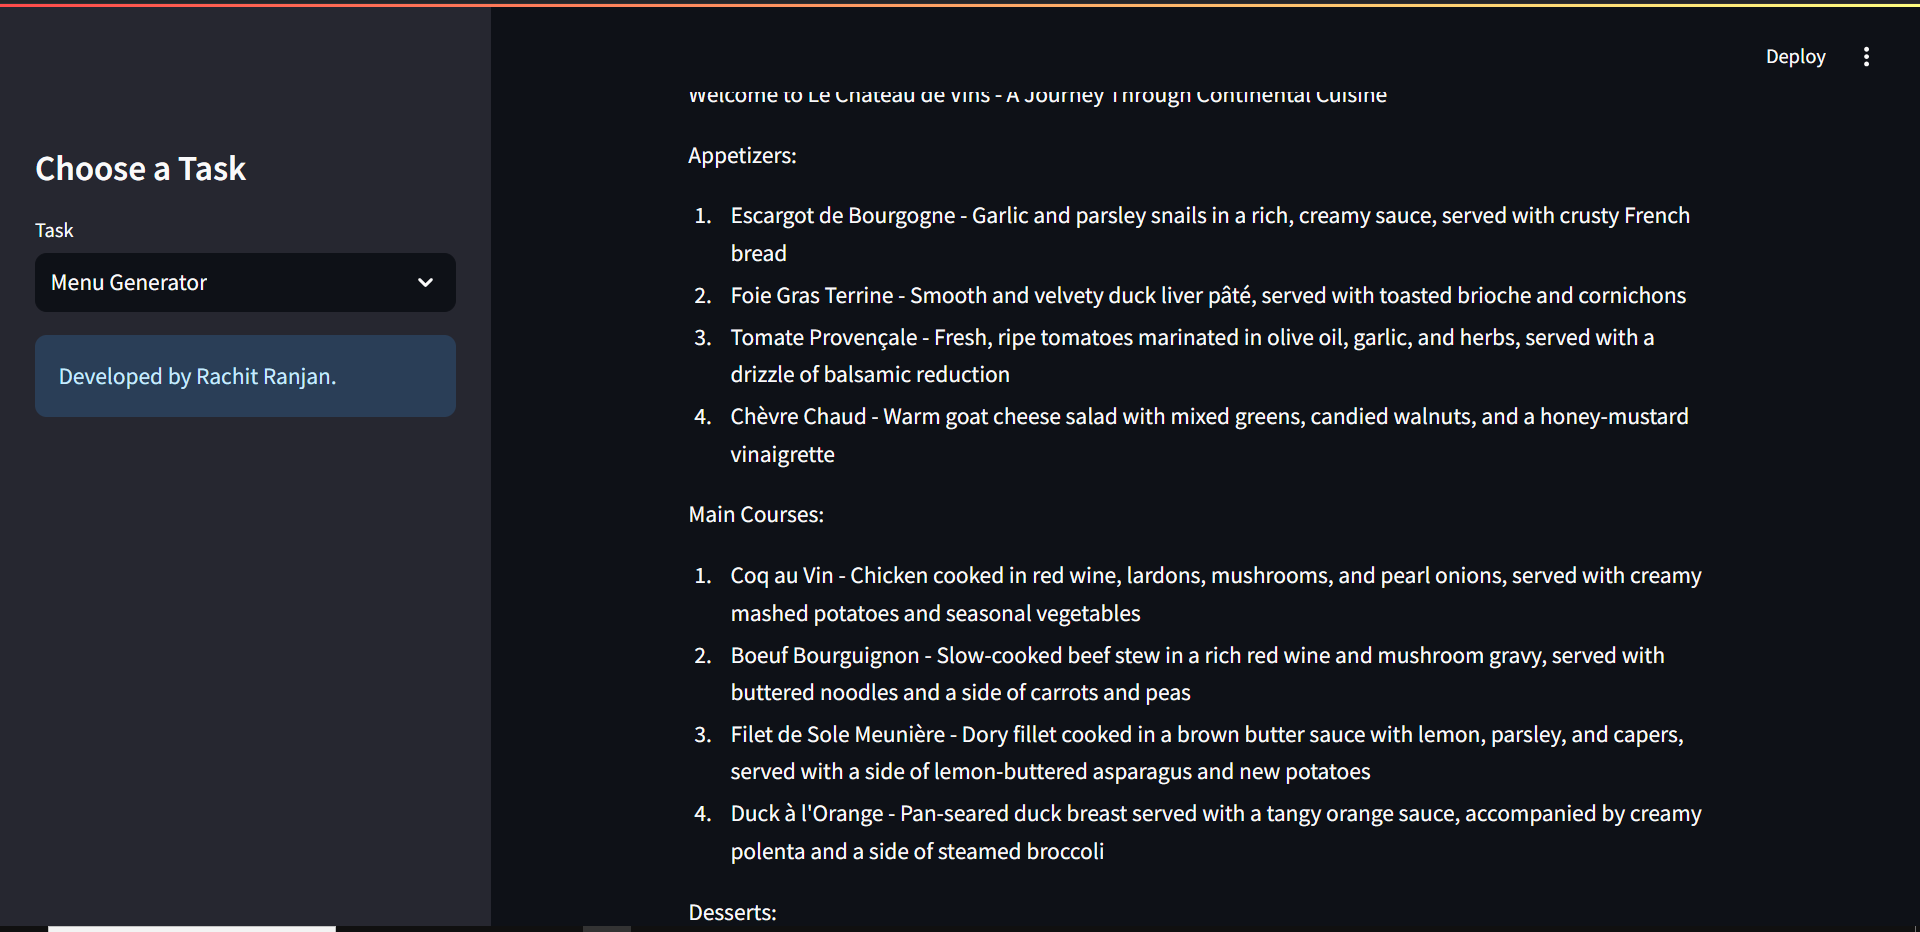 Deploy
Choose a Task
Task
Menu Generator
Developed by Rachit Ranjan.
Welcome to Le Château de Vins - A Journey Through Continental Cuisine
Appetizers:
1. Escargot de Bourgogne - Garlic and parsley snails in a rich, creamy sauce, served with crusty French
bread
2. Foie Gras Terrine - Smooth and velvety duck liver pâté, served with toasted brioche and cornichons
3. Tomate Provençale - Fresh, ripe tomatoes marinated in olive oil, garlic, and herbs, served with a
drizzle of balsamic reduction
4. Chèvre Chaud - Warm goat cheese salad with mixed greens, candied walnuts, and a honey-mustard
vinaigrette
Main Courses:
1. Coq au Vin - Chicken cooked in red wine, lardons, mushrooms, and pearl onions, served with creamy
mashed potatoes and seasonal vegetables
2. Boeuf Bourguignon - Slow-cooked beef stew in a rich red wine and mushroom gravy, served with
buttered noodles and a side of carrots and peas
3. Filet de Sole Meunière - Dory fillet cooked in a brown butter sauce with lemon, parsley, and capers,
served with a side of lemon-buttered asparagus and new potatoes
4. Duck à l'Orange - Pan-seared duck breast served with a tangy orange sauce, accompanied by creamy
polenta and a side of steamed broccoli
Desserts: